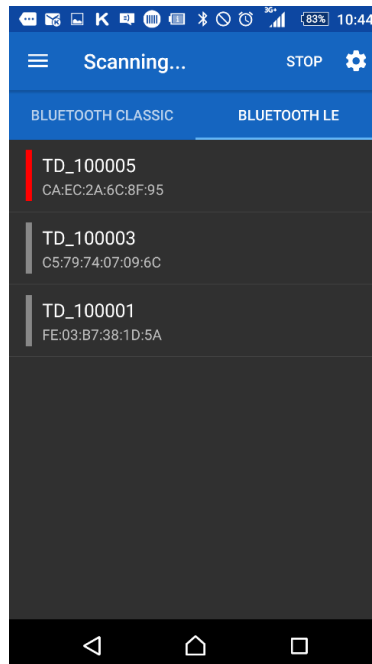 3G+
83% 10:44
Scanning...
STOP
BLUETOOTH CLASSIC
BLUETOOTH LE
TD_100005
CA:EC:2A:6C:8F:95
TD_100003
C5:79:74:07:09:6C
TD_100001
FE:03:B7:38:1D:5A